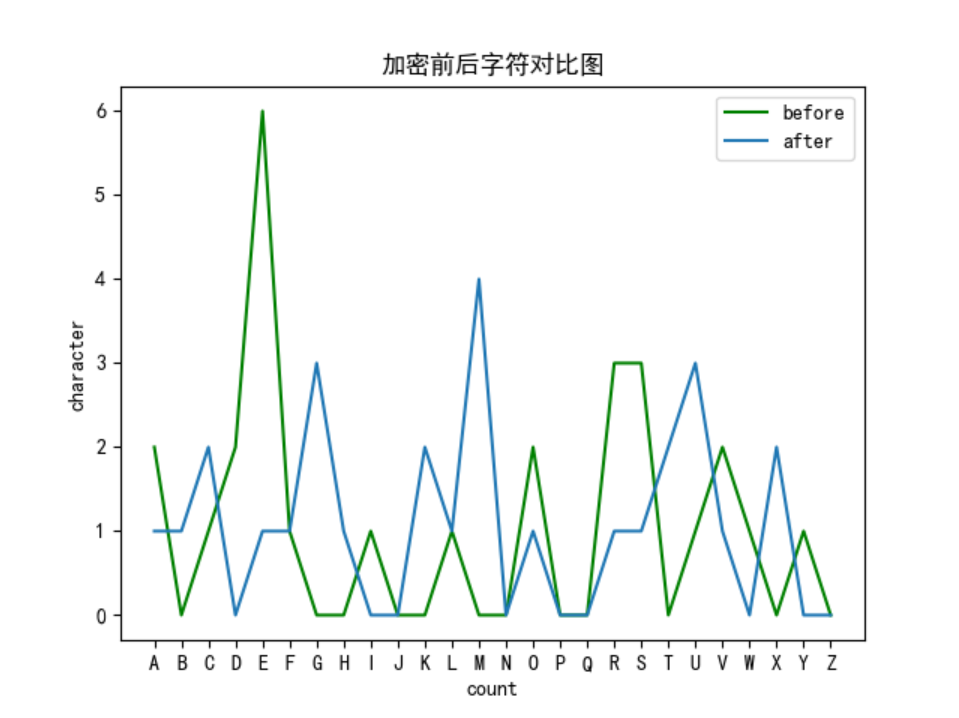 加密前后字符对比图
before
after
6
5
4
3
2
1
0
character
A B C D E F G H I J K L M N O P Q R S T U V W X Y Z
count